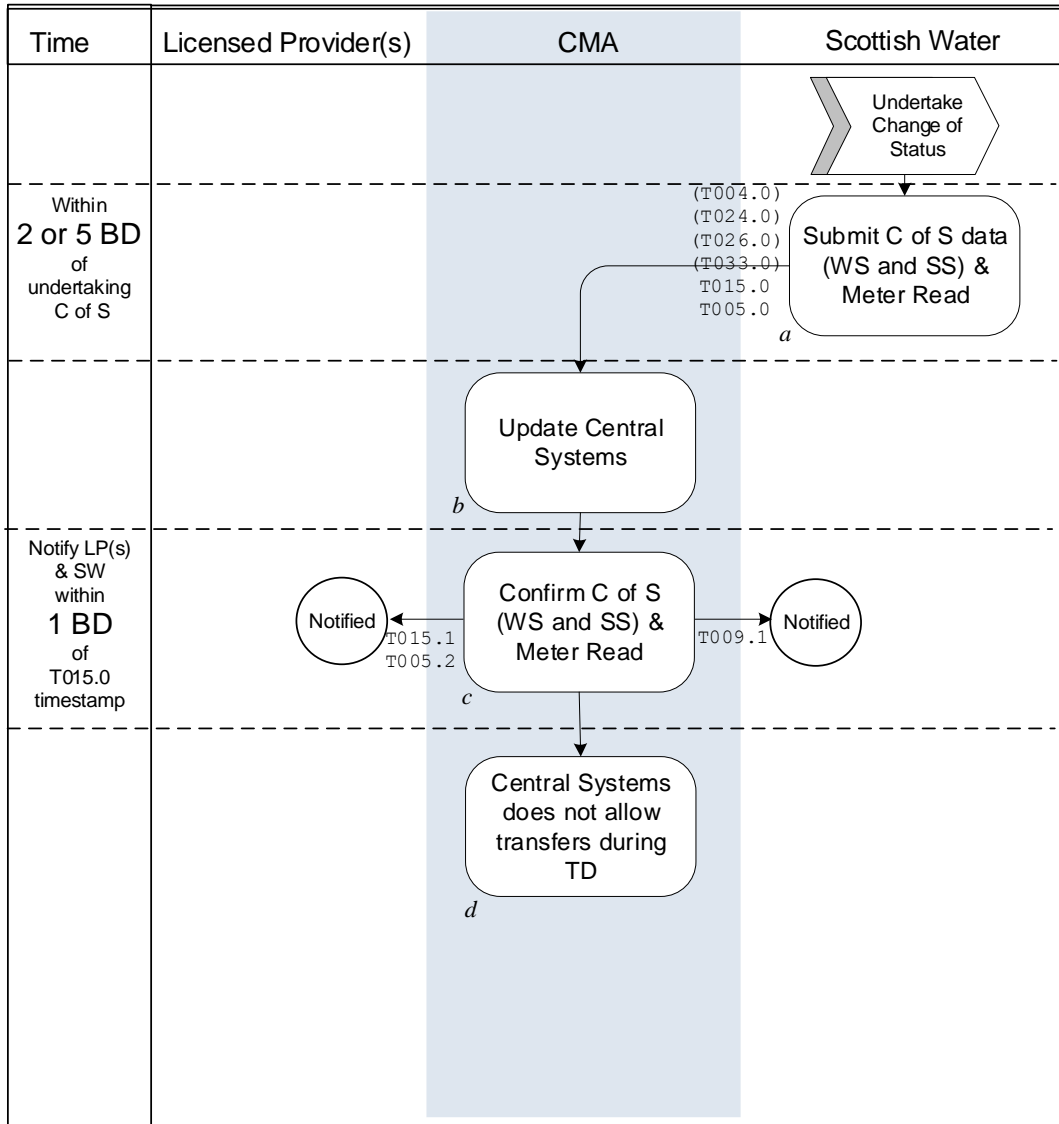 Time
Licensed Provider(s)
CMA
Scottish Water
Undertake
Change of
Status
Within
2 or 5 BD
of
undertaking
C of S
(T004.0)
(T024.0)
(T026.0)
(T033.0)
T015.0
T005.0
Submit C of S data
(WS and SS) &
Meter Read
a
Update Central
Systems
b
Notify LP(s)
& SW
within
1 BD
of
T015.0
timestamp
Notified
T015.1
T005.2
Confirm C of S
(WS and SS) &
Meter Read
c
T009.1
Notified
Central Systems
does not allow
transfers during
TD
d